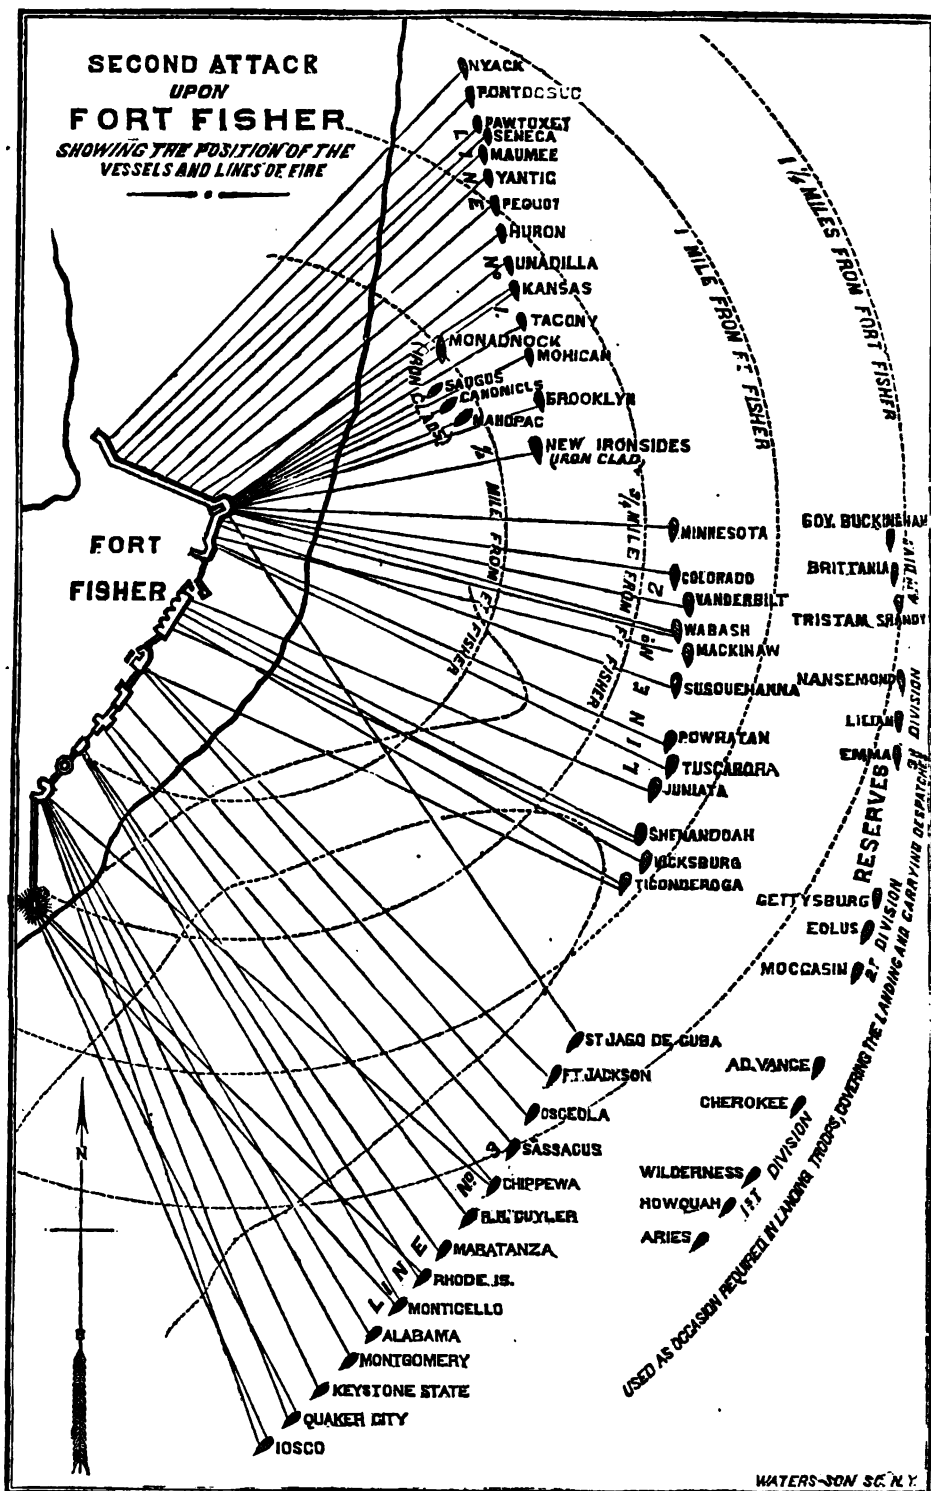 SECOND ATTACK
UPON
FORT FISHER
SHOWING THE POSITION OF THE
VESSELS AND LINES OF FIRE
NYACK
PONTOOSUC
PAWTUXET
SENECA
MAUMEE
YANTIC
PEQUOT
HURON
UNADILLA
KANSAS
TACONY
MOHICAN
BROOKLYN
NEW IRONSIDES
IRON CLAD
LINE No 1.
MONADNOCK
SAUGUS
CANONICUS
MAHOPAC
(IRON CLADS)
1/2 MILE FROM FT. FISHER
3/4 MILE FROM FT FISHER
1 MILE FROM FT. FISHER
1 1/4 MILES FROM FORT FISHER
FORT
FISHER
MINNESOTA
COLORADO
VANDERBILT
WABASH
MACKINAW
SUSQUEHANNA
POWHATAN
TUSCARORA
JUNIATA
SHENANDOAH
VICKSBURG
TICONDEROGA
LINE No. 2
GOV. BUCKINGHAM
BRITTANIA
TRISTAM SHANDY
NANSEMOND
LILIAN
EMMA
3D DIVISION
RESERVES
GETTYSBURG
EOLUS
MOCCASIN
2D DIVISION
AD. VANCE
CHEROKEE
WILDERNESS
HOWQUAH
ARIES
1ST DIVISION
USED AS OCCASION REQUIRED IN LANDING TROOPS, COVERING THE LANDING AND CARRYING DESPATCHES
ST JAGO DE CUBA
FT. JACKSON
OSCEOLA
SASSACUS
CHIPPEWA
R.R. CUYLER
MARATANZA
RHODE IS.
MONTICELLO
ALABAMA
MONTGOMERY
KEYSTONE STATE
QUAKER CITY
IOSCO
LINE No. 3
N
S
WATERS-SON SC. N.Y.